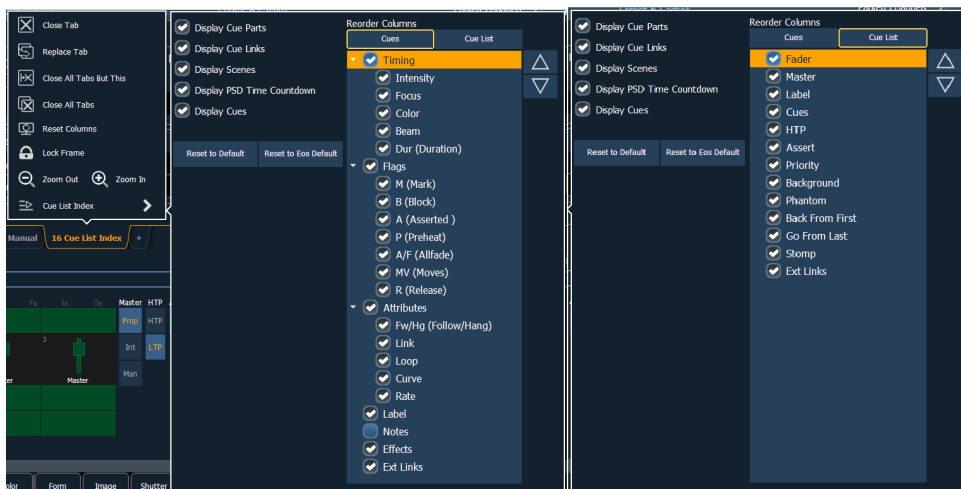 Close Tab
Replace Tab
Close All Tabs But This
Close All Tabs
Reset Columns
Lock Frame
Zoom Out Zoom In
Cue List Index
Manual 16 Cue List Index +
Master HTP
Prop HTP
Int LTP
Man
3
Master
Form Image Shutter
Display Cue Parts
Display Cue Links
Display Scenes
Display PSD Time Countdown
Display Cues
Reset to Default Reset to Eos Default
Reorder Columns
Cues Cue List
Timing
Intensity
Focus
Color
Beam
Dur (Duration)
Flags
M (Mark)
B (Block)
A (Asserted )
P (Preheat)
A/F (Allfade)
MV (Moves)
R (Release)
Attributes
Fw/Hg (Follow/Hang)
Link
Loop
Curve
Rate
Label
Notes
Effects
Ext Links
Display Cue Parts
Display Cue Links
Display Scenes
Display PSD Time Countdown
Display Cues
Reset to Default Reset to Eos Default
Reorder Columns
Cues Cue List
Fader
Master
Label
Cues
HTP
Assert
Priority
Background
Phantom
Back From First
Go From Last
Stomp
Ext Links